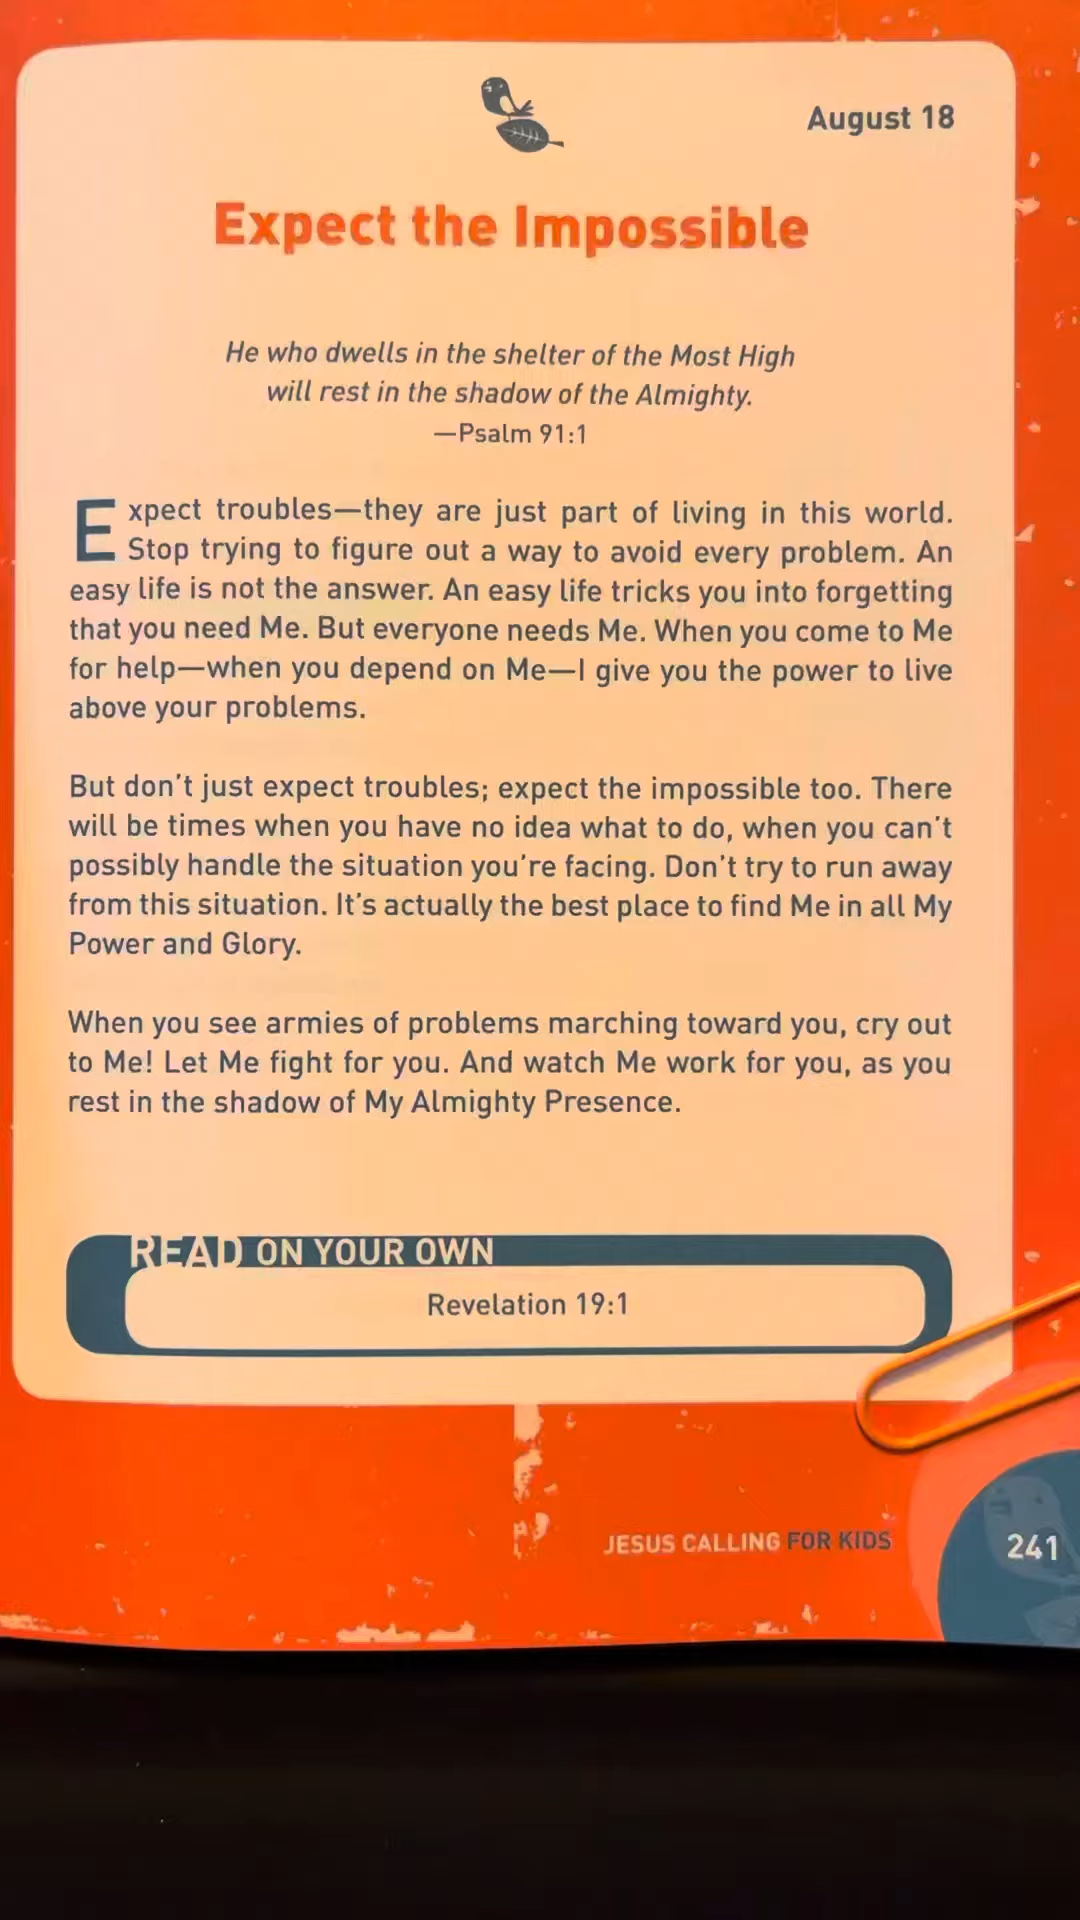 August 18
Expect the Impossible
He who dwells in the shelter of the Most High
will rest in the shadow of the Almighty.
—Psalm 91:1
Expect troubles—they are just part of living in this world.
Stop trying to figure out a way to avoid every problem. An
easy life is not the answer. An easy life tricks you into forgetting
that you need Me. But everyone needs Me. When you come to Me
for help—when you depend on Me—I give you the power to live
above your problems.
But don't just expect troubles; expect the impossible too. There
will be times when you have no idea what to do, when you can't
possibly handle the situation you're facing. Don't try to run away
from this situation. It's actually the best place to find Me in all My
Power and Glory.
When you see armies of problems marching toward you, cry out
to Me! Let Me fight for you. And watch Me work for you, as you
rest in the shadow of My Almighty Presence.
READ ON YOUR OWN
Revelation 19:1
JESUS CALLING FOR KIDS
241